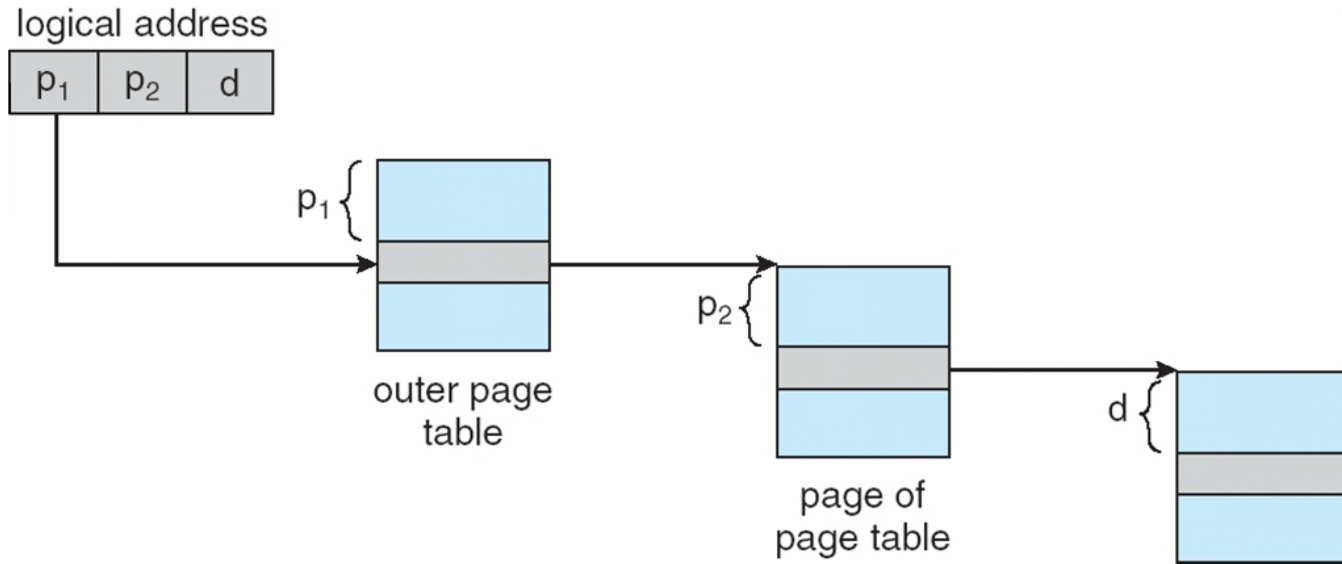 logical address
p₁ p₂ d
p₁
outer page
table
p₂
page of
page table
d